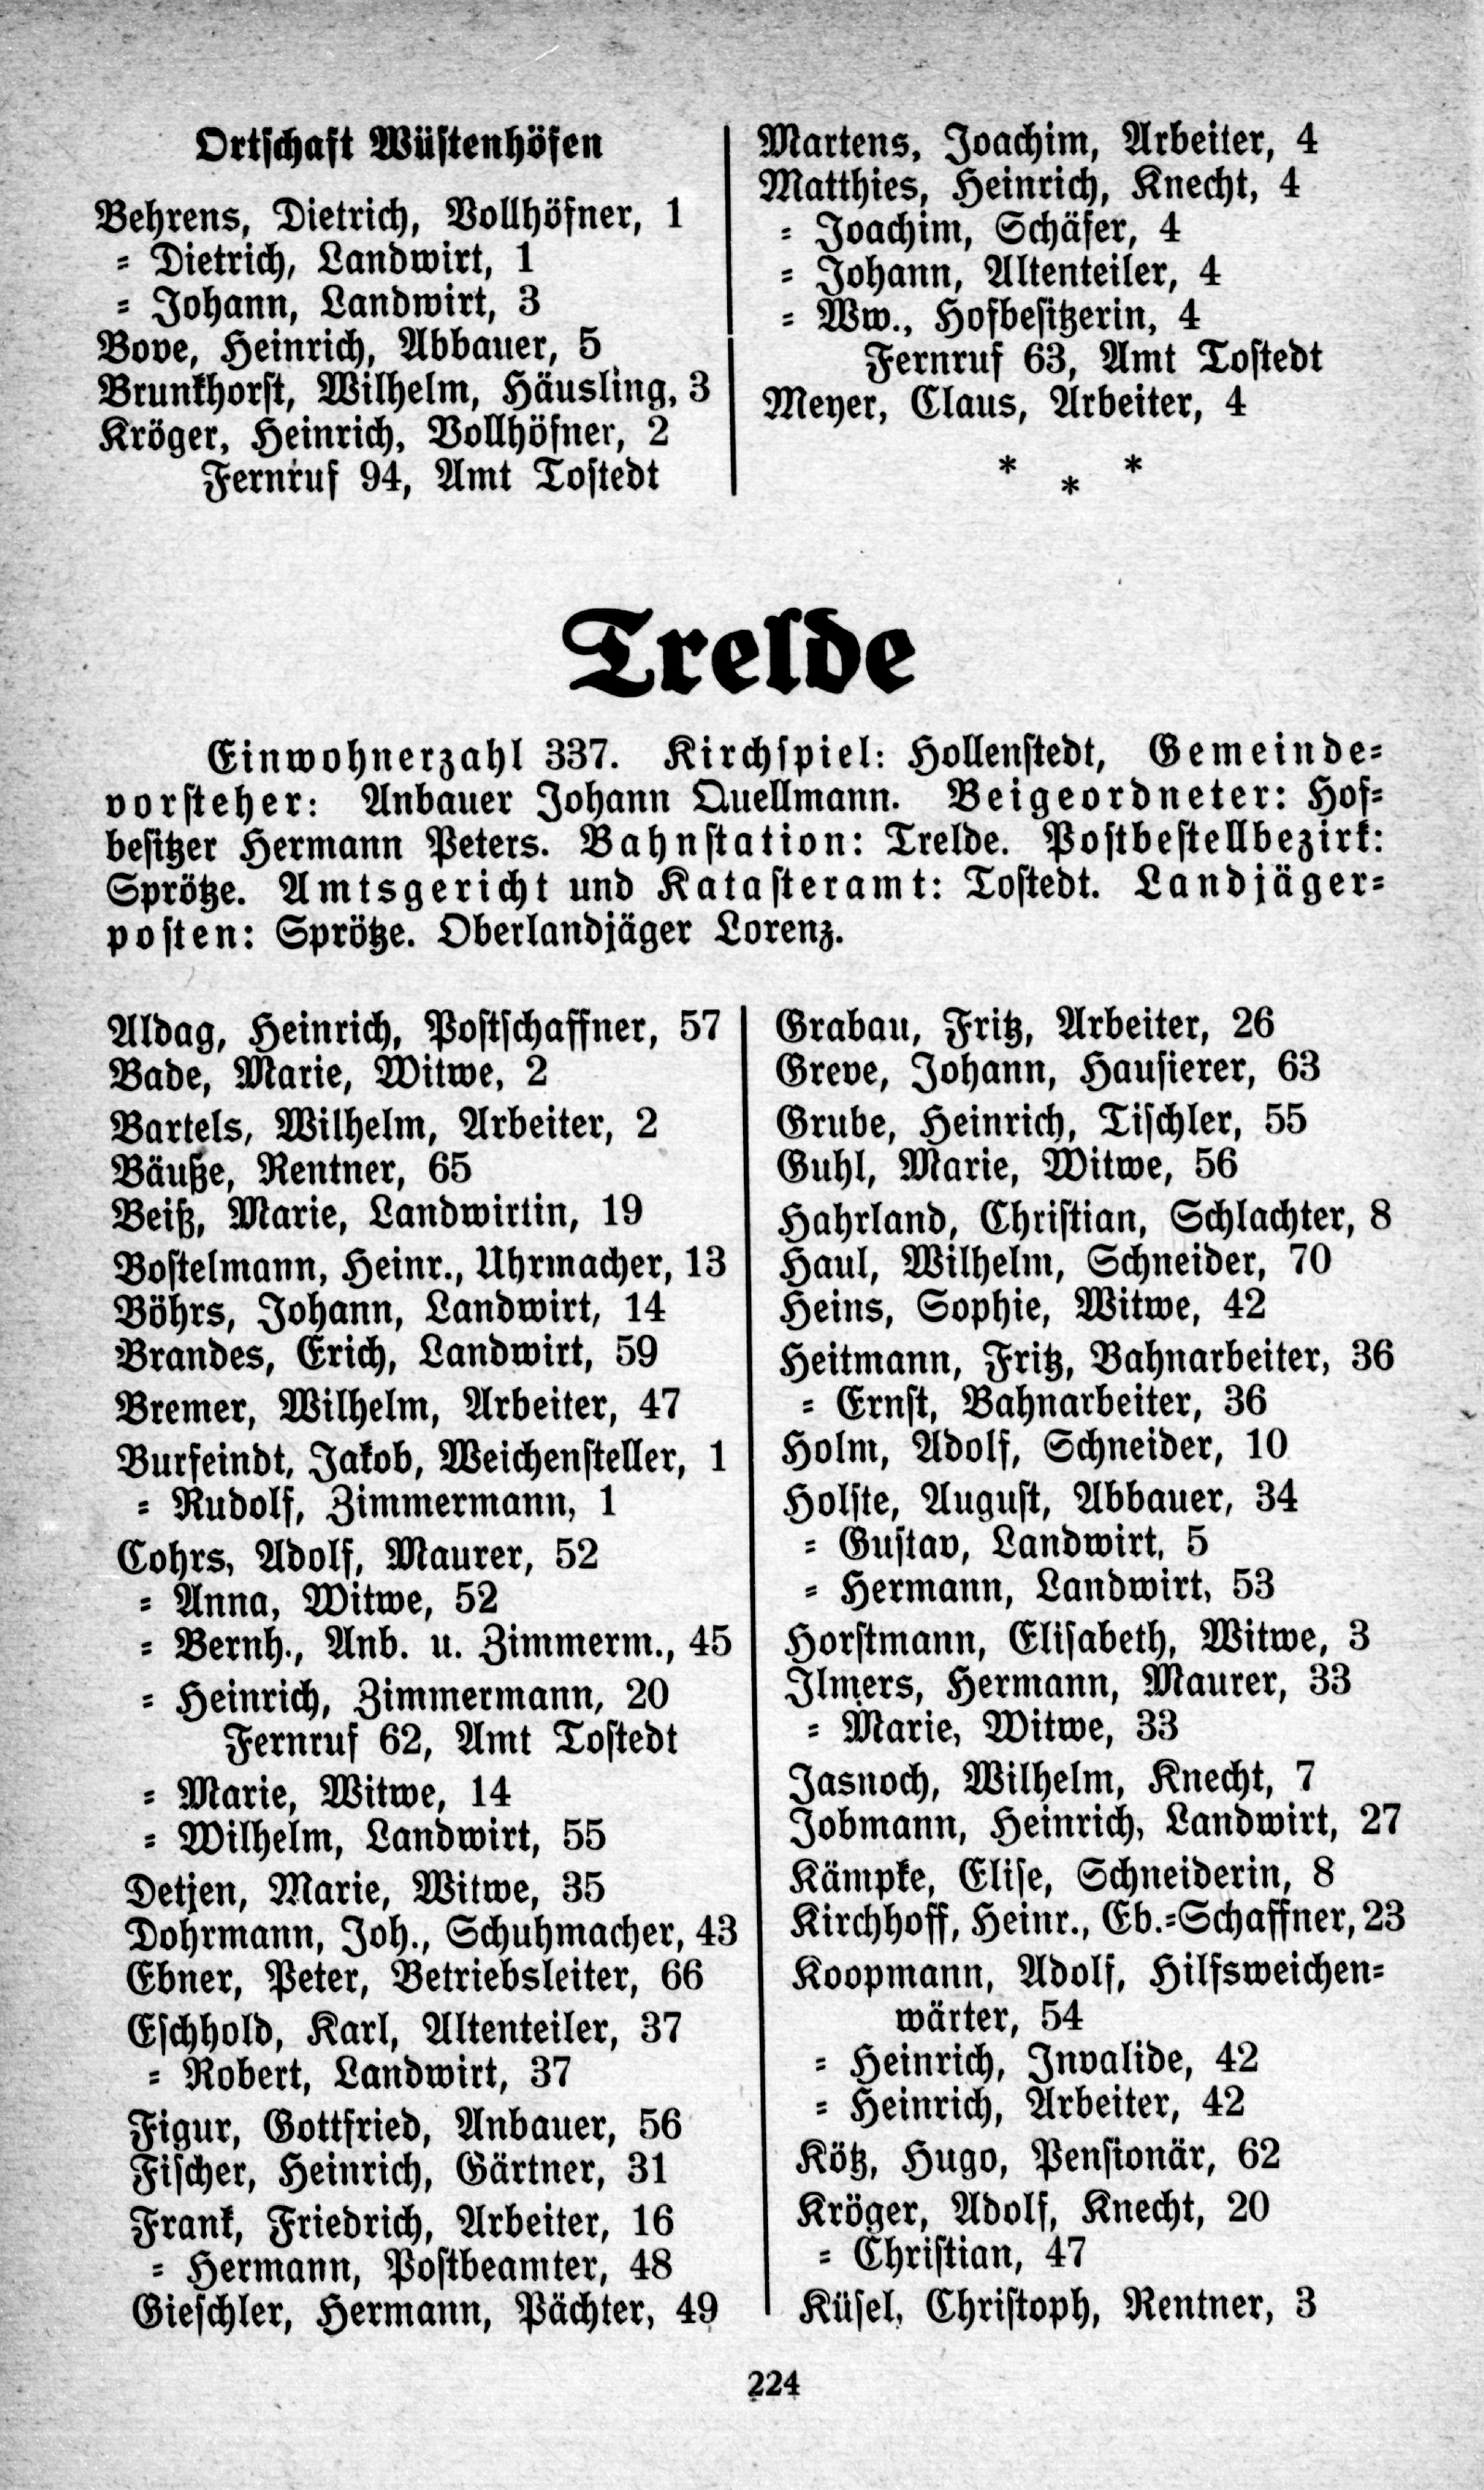 Ortschaft Wüstenhöfen
Behrens, Dietrich, Vollhöfner, 1
= Dietrich, Landwirt, 1
= Johann, Landwirt, 3
Bove, Heinrich, Abbauer, 5
Brunkhorst, Wilhelm, Häusling, 3
Kröger, Heinrich, Vollhöfner, 2
Fernruf 94, Amt Tostedt
Martens, Joachim, Arbeiter, 4
Matthies, Heinrich, Knecht, 4
= Joachim, Schäfer, 4
= Johann, Altenteiler, 4
= Ww., Hofbesitzerin, 4
Fernruf 63, Amt Tostedt
Meyer, Claus, Arbeiter, 4
* * *
Trelde
Einwohnerzahl 337. Kirchspiel: Hollenstedt, Gemeinde=
vorsteher: Anbauer Johann Quellmann. Beigeordneter: Hof=
besitzer Hermann Peters. Bahnstation: Trelde. Postbestellbezirk:
Sprötze. Amtsgericht und Katasteramt: Tostedt. Landjäger=
posten: Sprötze. Oberlandjäger Lorenz.
Aldag, Heinrich, Postschaffner, 57
Bade, Marie, Witwe, 2
Bartels, Wilhelm, Arbeiter, 2
Bäuße, Rentner, 65
Beiß, Marie, Landwirtin, 19
Bostelmann, Heinr., Uhrmacher, 13
Böhrs, Johann, Landwirt, 14
Brandes, Erich, Landwirt, 59
Bremer, Wilhelm, Arbeiter, 47
Burfeindt, Jakob, Weichensteller, 1
= Rudolf, Zimmermann, 1
Cohrs, Adolf, Maurer, 52
= Anna, Witwe, 52
= Bernh., Anb. u. Zimmerm., 45
= Heinrich, Zimmermann, 20
Fernruf 62, Amt Tostedt
= Marie, Witwe, 14
= Wilhelm, Landwirt, 55
Detjen, Marie, Witwe, 35
Dohrmann, Joh., Schuhmacher, 43
Ebner, Peter, Betriebsleiter, 66
Eschhold, Karl, Altenteiler, 37
= Robert, Landwirt, 37
Figur, Gottfried, Anbauer, 56
Fischer, Heinrich, Gärtner, 31
Frank, Friedrich, Arbeiter, 16
= Hermann, Postbeamter, 48
Gieschler, Hermann, Pächter, 49
Grabau, Fritz, Arbeiter, 26
Greve, Johann, Hausierer, 63
Grube, Heinrich, Tischler, 55
Guhl, Marie, Witwe, 56
Hahrland, Christian, Schlachter, 8
Haul, Wilhelm, Schneider, 70
Heins, Sophie, Witwe, 42
Heitmann, Fritz, Bahnarbeiter, 36
= Ernst, Bahnarbeiter, 36
Holm, Adolf, Schneider, 10
Holste, August, Abbauer, 34
= Gustav, Landwirt, 5
= Hermann, Landwirt, 53
Horstmann, Elisabeth, Witwe, 3
Ilmers, Hermann, Maurer, 33
= Marie, Witwe, 33
Jasnoch, Wilhelm, Knecht, 7
Jobmann, Heinrich, Landwirt, 27
Kämpke, Elise, Schneiderin, 8
Kirchhoff, Heinr., Eb.=Schaffner, 23
Koopmann, Adolf, Hilfsweichen=
wärter, 54
= Heinrich, Invalide, 42
= Heinrich, Arbeiter, 42
Kötz, Hugo, Pensionär, 62
Kröger, Adolf, Knecht, 20
= Christian, 47
Küsel, Christoph, Rentner, 3
224